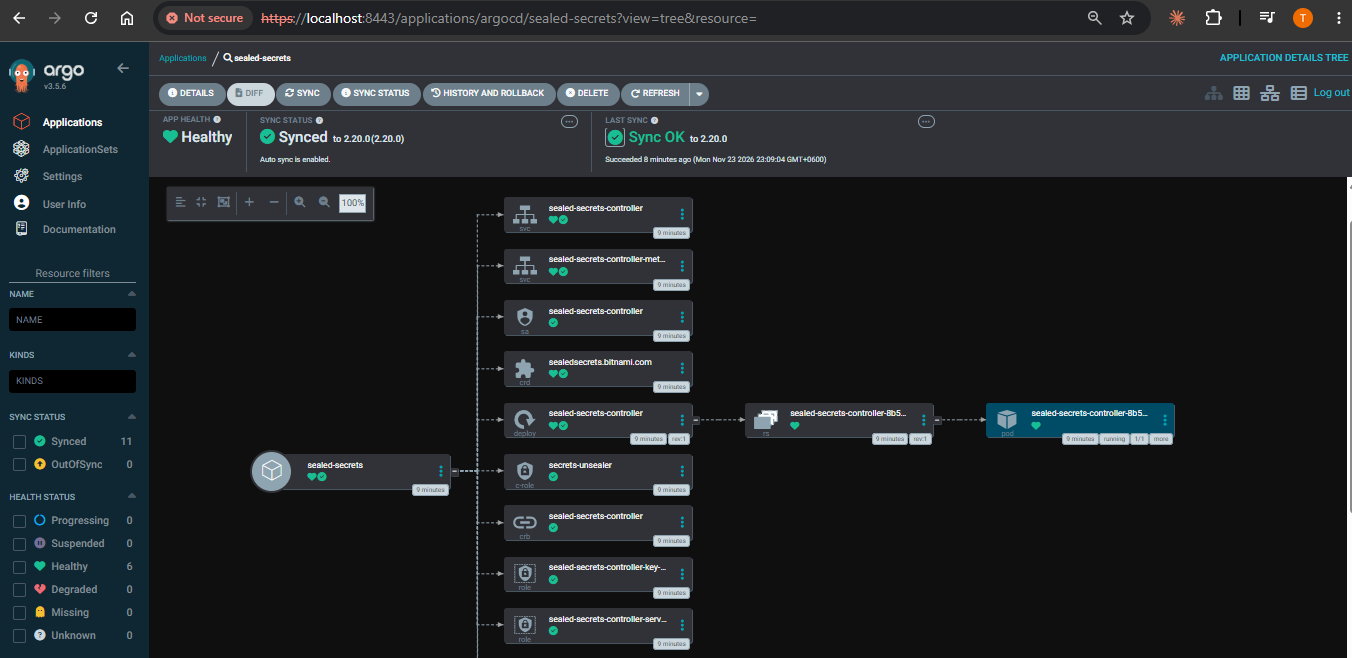 Not secure https://localhost:8443/applications/argocd/sealed-secrets?view=tree&resource= T
argo
v3.5.6
Applications
ApplicationSets
Settings
User Info
Documentation
Resource filters
NAME
NAME
KINDS
KINDS
SYNC STATUS
Synced 11
OutOfSync 0
HEALTH STATUS
Progressing 0
Suspended 0
Healthy 6
Degraded 0
Missing 0
Unknown 0
Applications / sealed-secrets
APPLICATION DETAILS TREE
DETAILS DIFF SYNC SYNC STATUS HISTORY AND ROLLBACK DELETE REFRESH
Log out
APP HEALTH
Healthy
SYNC STATUS
Synced to 2.20.0(2.20.0)
Auto sync is enabled.
LAST SYNC
Sync OK to 2.20.0
Succeeded 8 minutes ago (Mon Nov 23 2026 23:09:04 GMT+0600)
100%
sealed-secrets
9 minutes
sealed-secrets-controller
svc
9 minutes
sealed-secrets-controller-met...
svc
9 minutes
sealed-secrets-controller
sa
9 minutes
sealedsecrets.bitnami.com
crd
9 minutes
sealed-secrets-controller
deploy
9 minutes rev:1
sealed-secrets-controller-8b5...
rs
9 minutes rev:1
sealed-secrets-controller-8b5...
pod
9 minutes running 1/1 more
secrets-unsealer
c-role
9 minutes
sealed-secrets-controller
crb
9 minutes
sealed-secrets-controller-key-...
role
9 minutes
sealed-secrets-controller-serv...
role
9 minutes